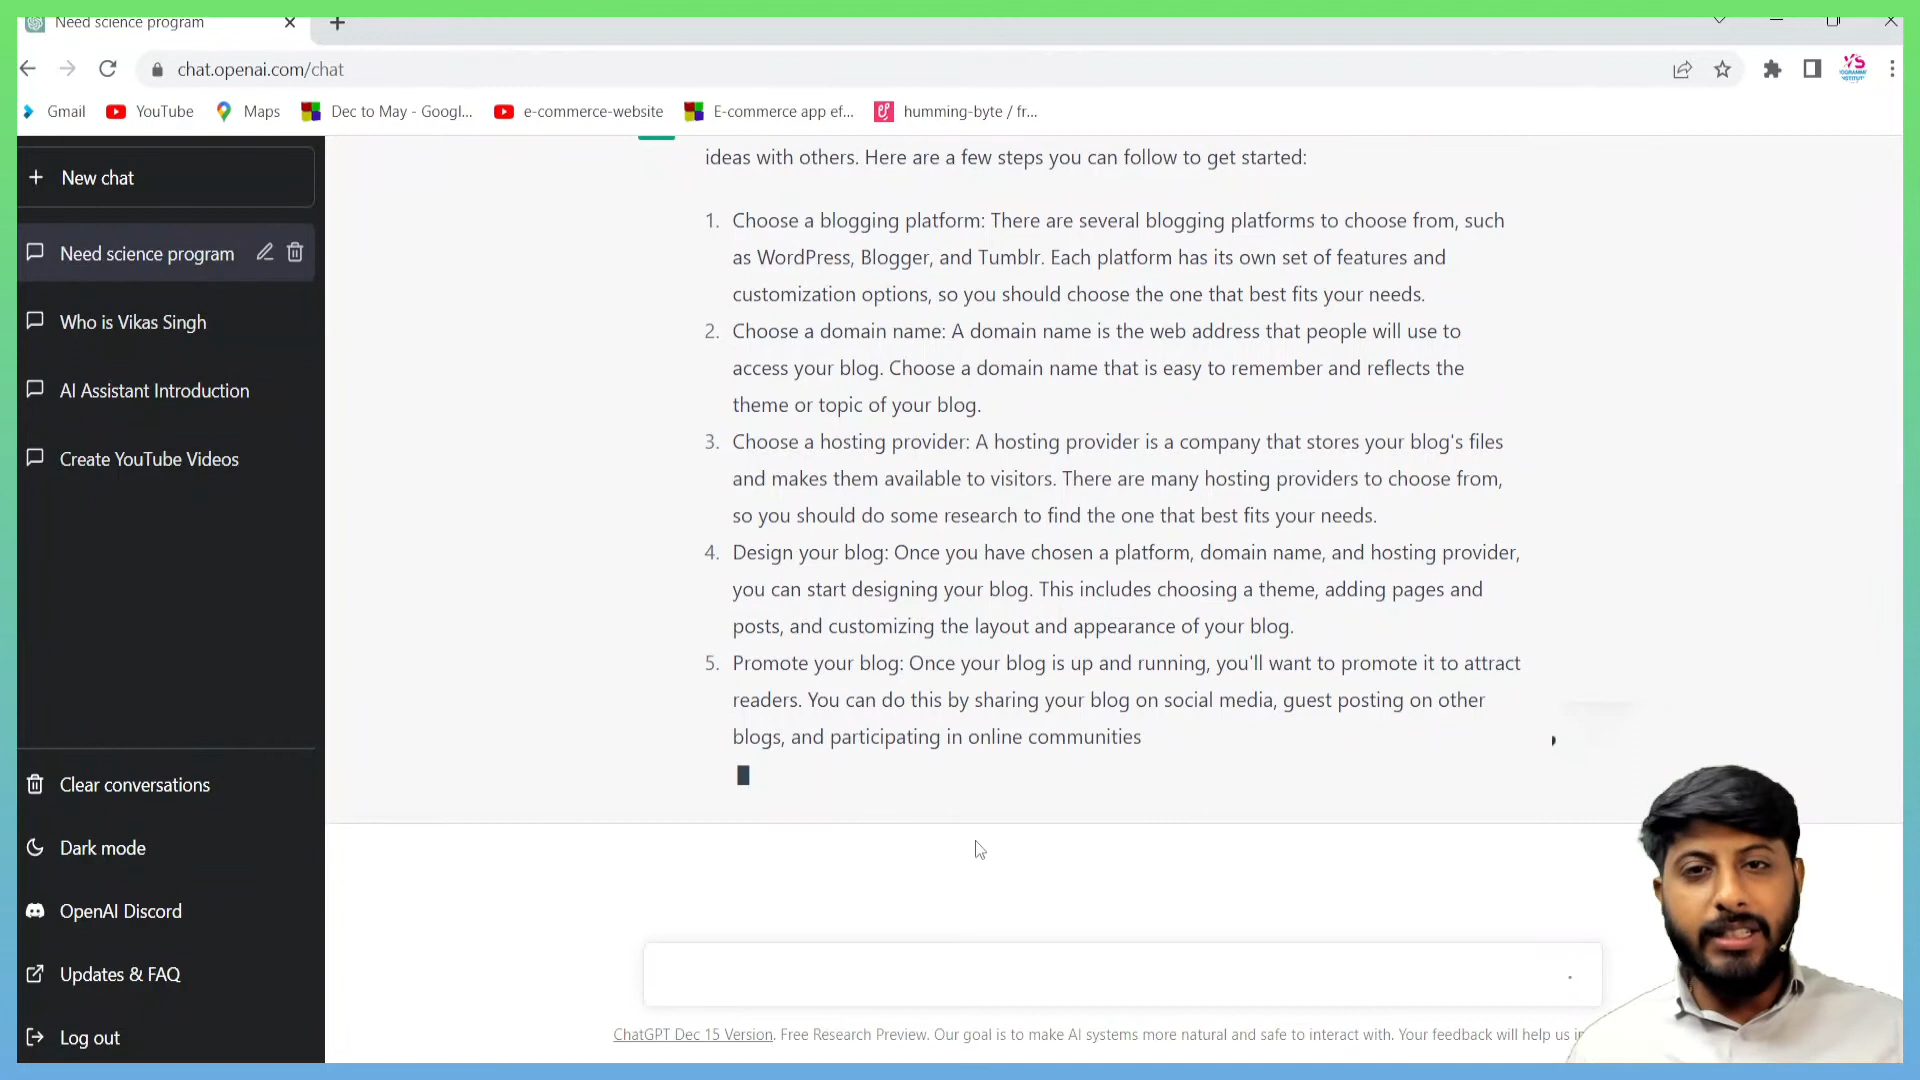 Need science program
chat.openai.com/chat
Gmail
YouTube
Maps
Dec to May - Googl...
e-commerce-website
E-commerce app ef...
humming-byte / fr...
New chat
Need science program
Who is Vikas Singh
AI Assistant Introduction
Create YouTube Videos
Clear conversations
Dark mode
OpenAI Discord
Updates & FAQ
Log out
ideas with others. Here are a few steps you can follow to get started:
1. Choose a blogging platform: There are several blogging platforms to choose from, such
as WordPress, Blogger, and Tumblr. Each platform has its own set of features and
customization options, so you should choose the one that best fits your needs.
2. Choose a domain name: A domain name is the web address that people will use to
access your blog. Choose a domain name that is easy to remember and reflects the
theme or topic of your blog.
3. Choose a hosting provider: A hosting provider is a company that stores your blog's files
and makes them available to visitors. There are many hosting providers to choose from,
so you should do some research to find the one that best fits your needs.
4. Design your blog: Once you have chosen a platform, domain name, and hosting provider,
you can start designing your blog. This includes choosing a theme, adding pages and
posts, and customizing the layout and appearance of your blog.
5. Promote your blog: Once your blog is up and running, you'll want to promote it to attract
readers. You can do this by sharing your blog on social media, guest posting on other
blogs, and participating in online communities
ChatGPT Dec 15 Version. Free Research Preview. Our goal is to make AI systems more natural and safe to interact with. Your feedback will help us